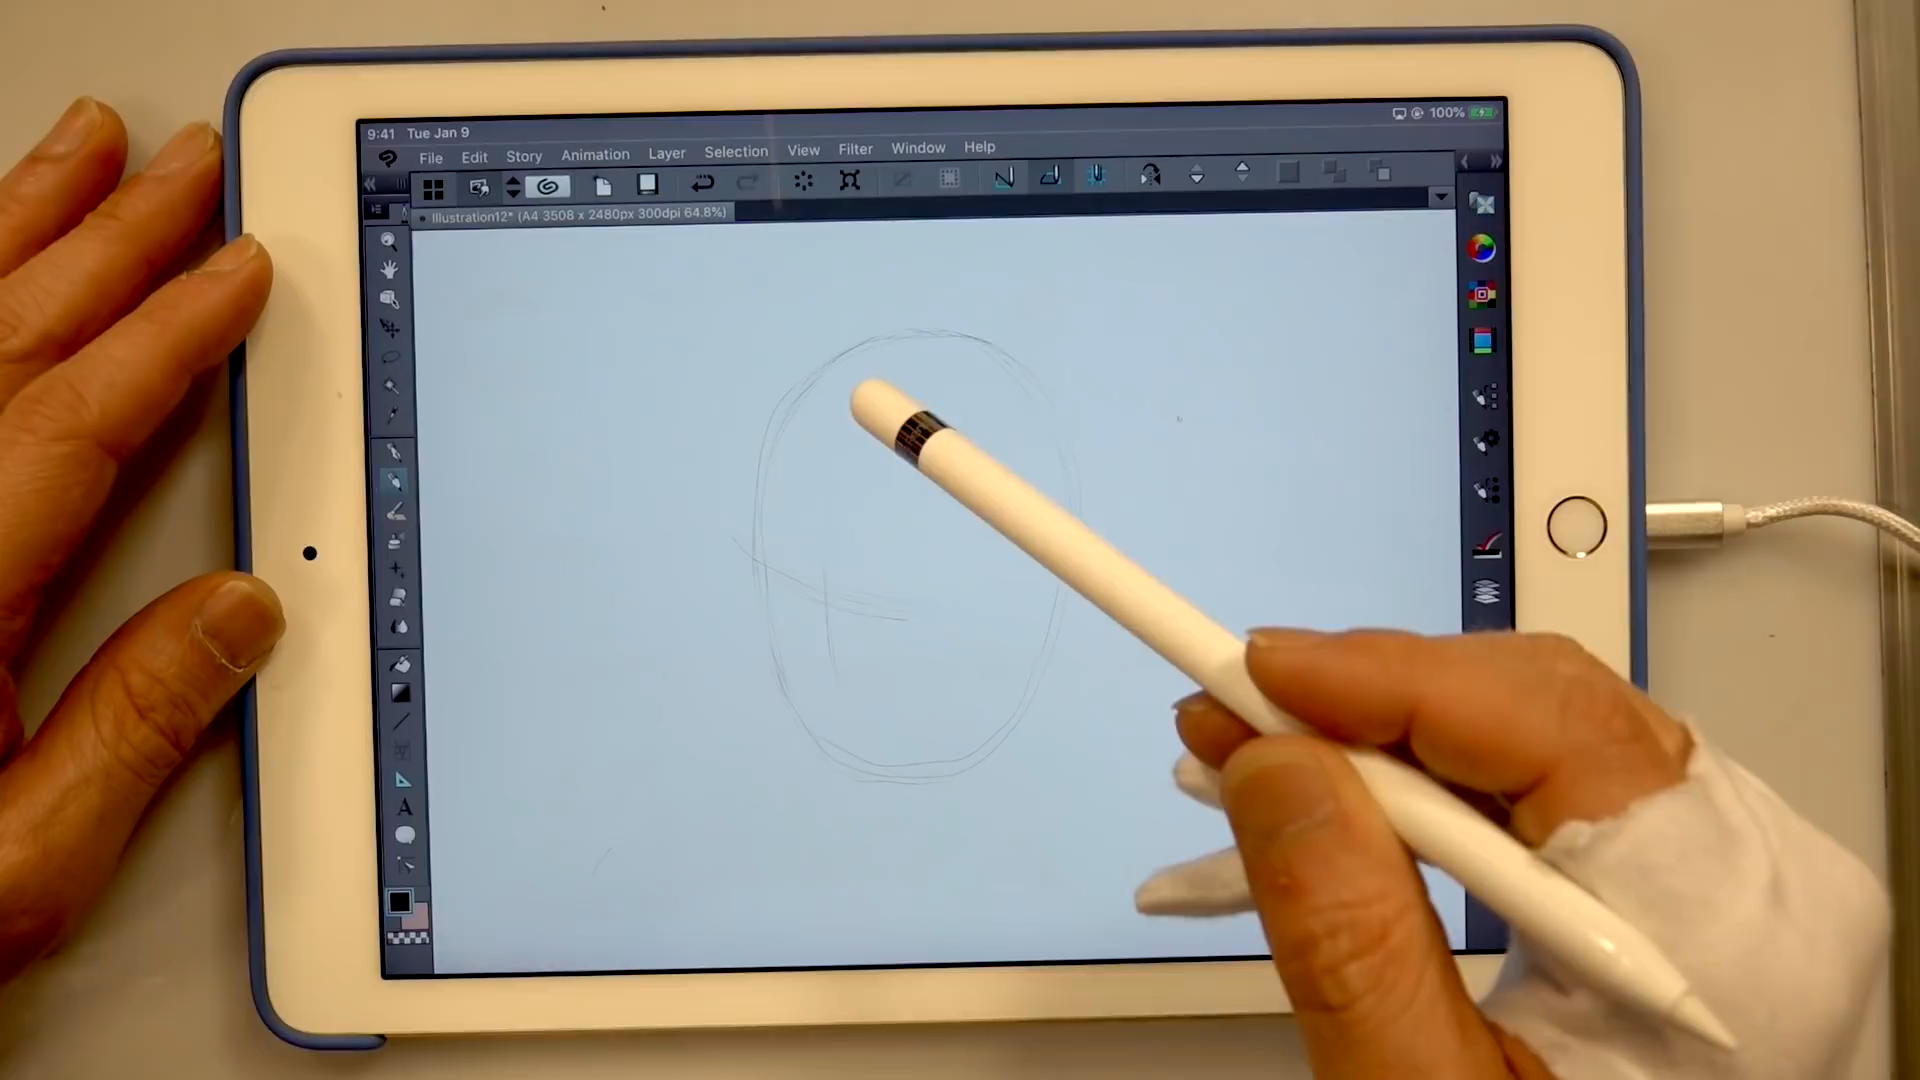 9:41 Tue Jan 9 100%
File Edit Story Animation Layer Selection View Filter Window Help
Illustration12* (A4 3508 x 2480px 300dpi 64.8%)
A